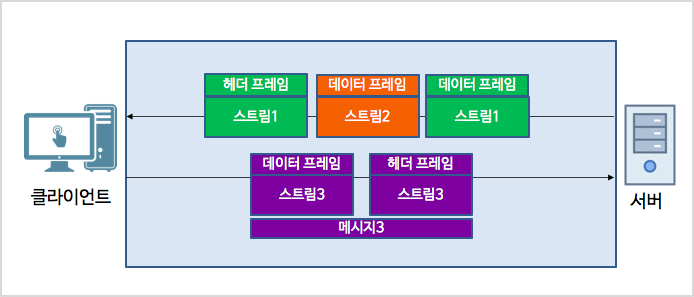 헤더 프레임 데이터 프레임 데이터 프레임
스트림1 스트림2 스트림1
데이터 프레임 헤더 프레임
스트림3 스트림3
메시지3
클라이언트
서버